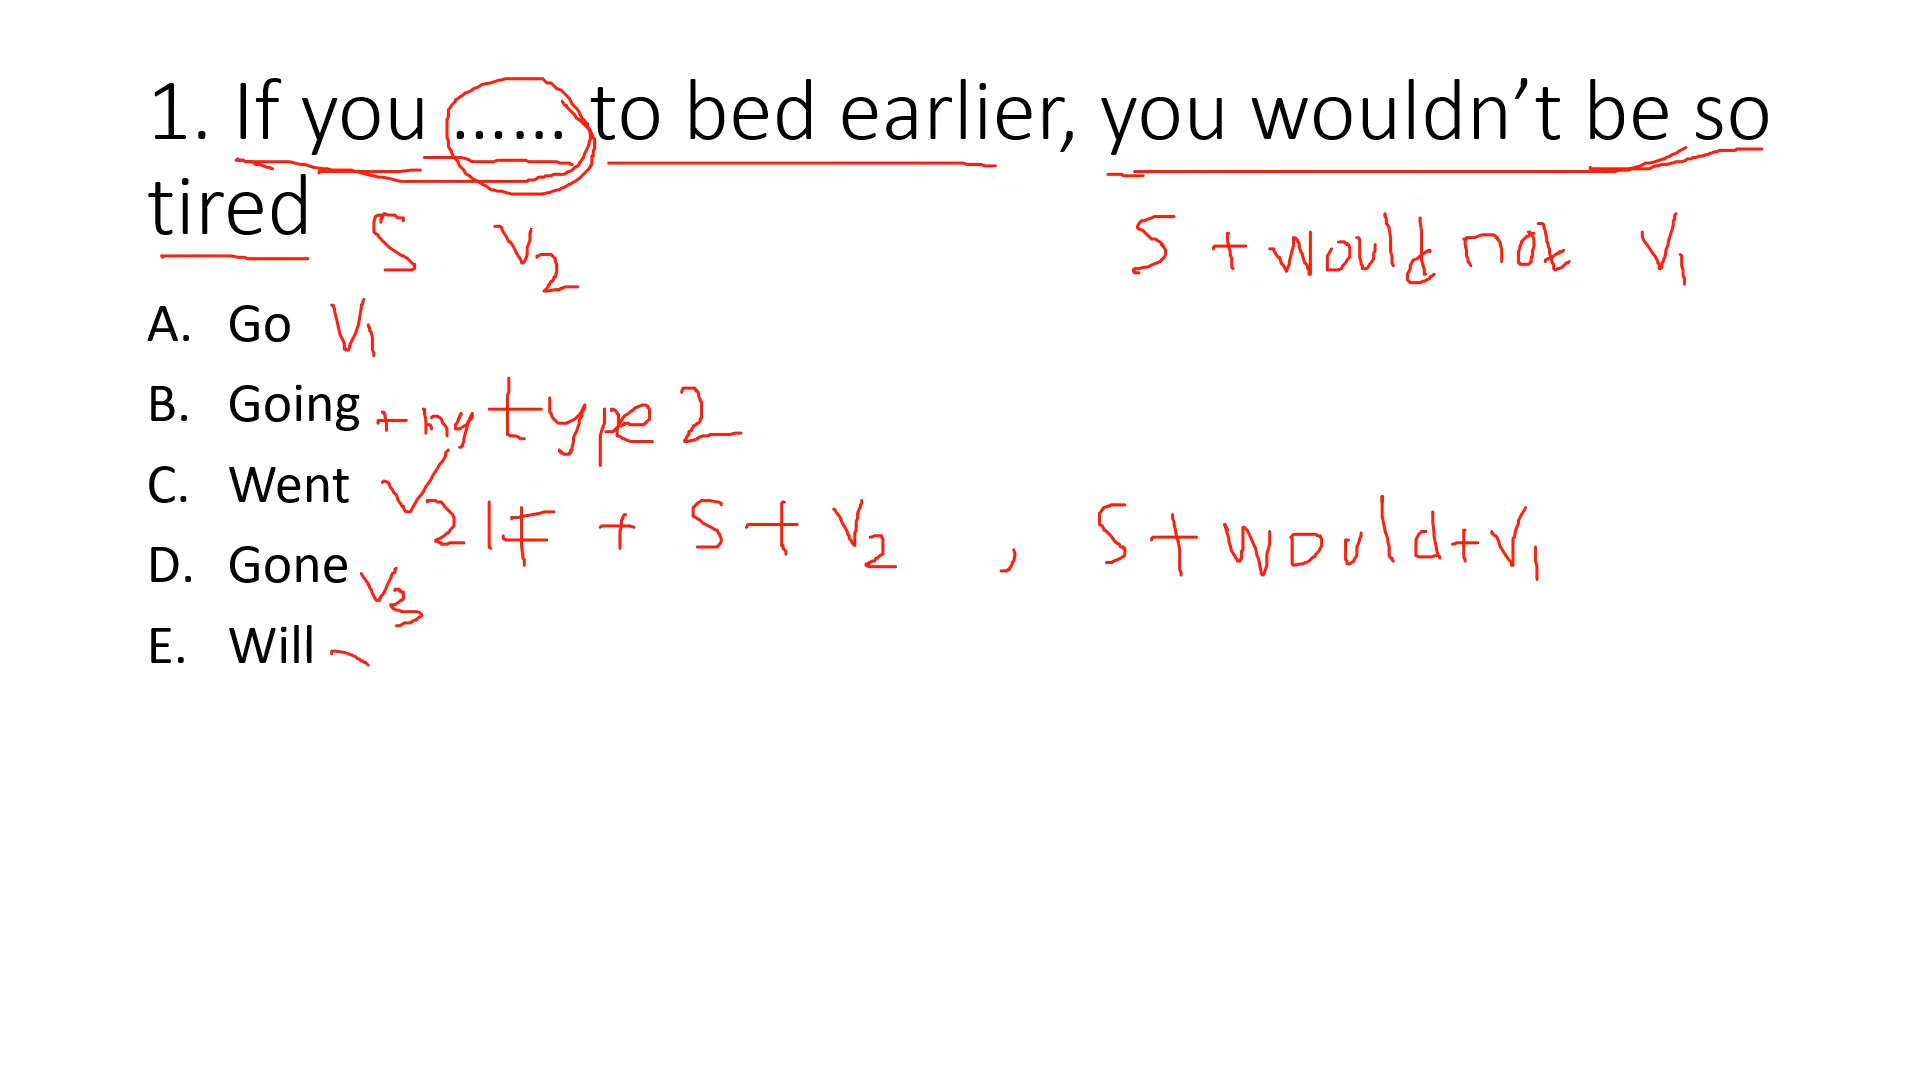 1. If you ...... to bed earlier, you wouldn't be so
tired
S V2
S + would not V1
A. Go V1
B. Going + ing type 2
C. Went ✓
2 IF + S + V2 , S + would + V1
D. Gone V3
E. Will